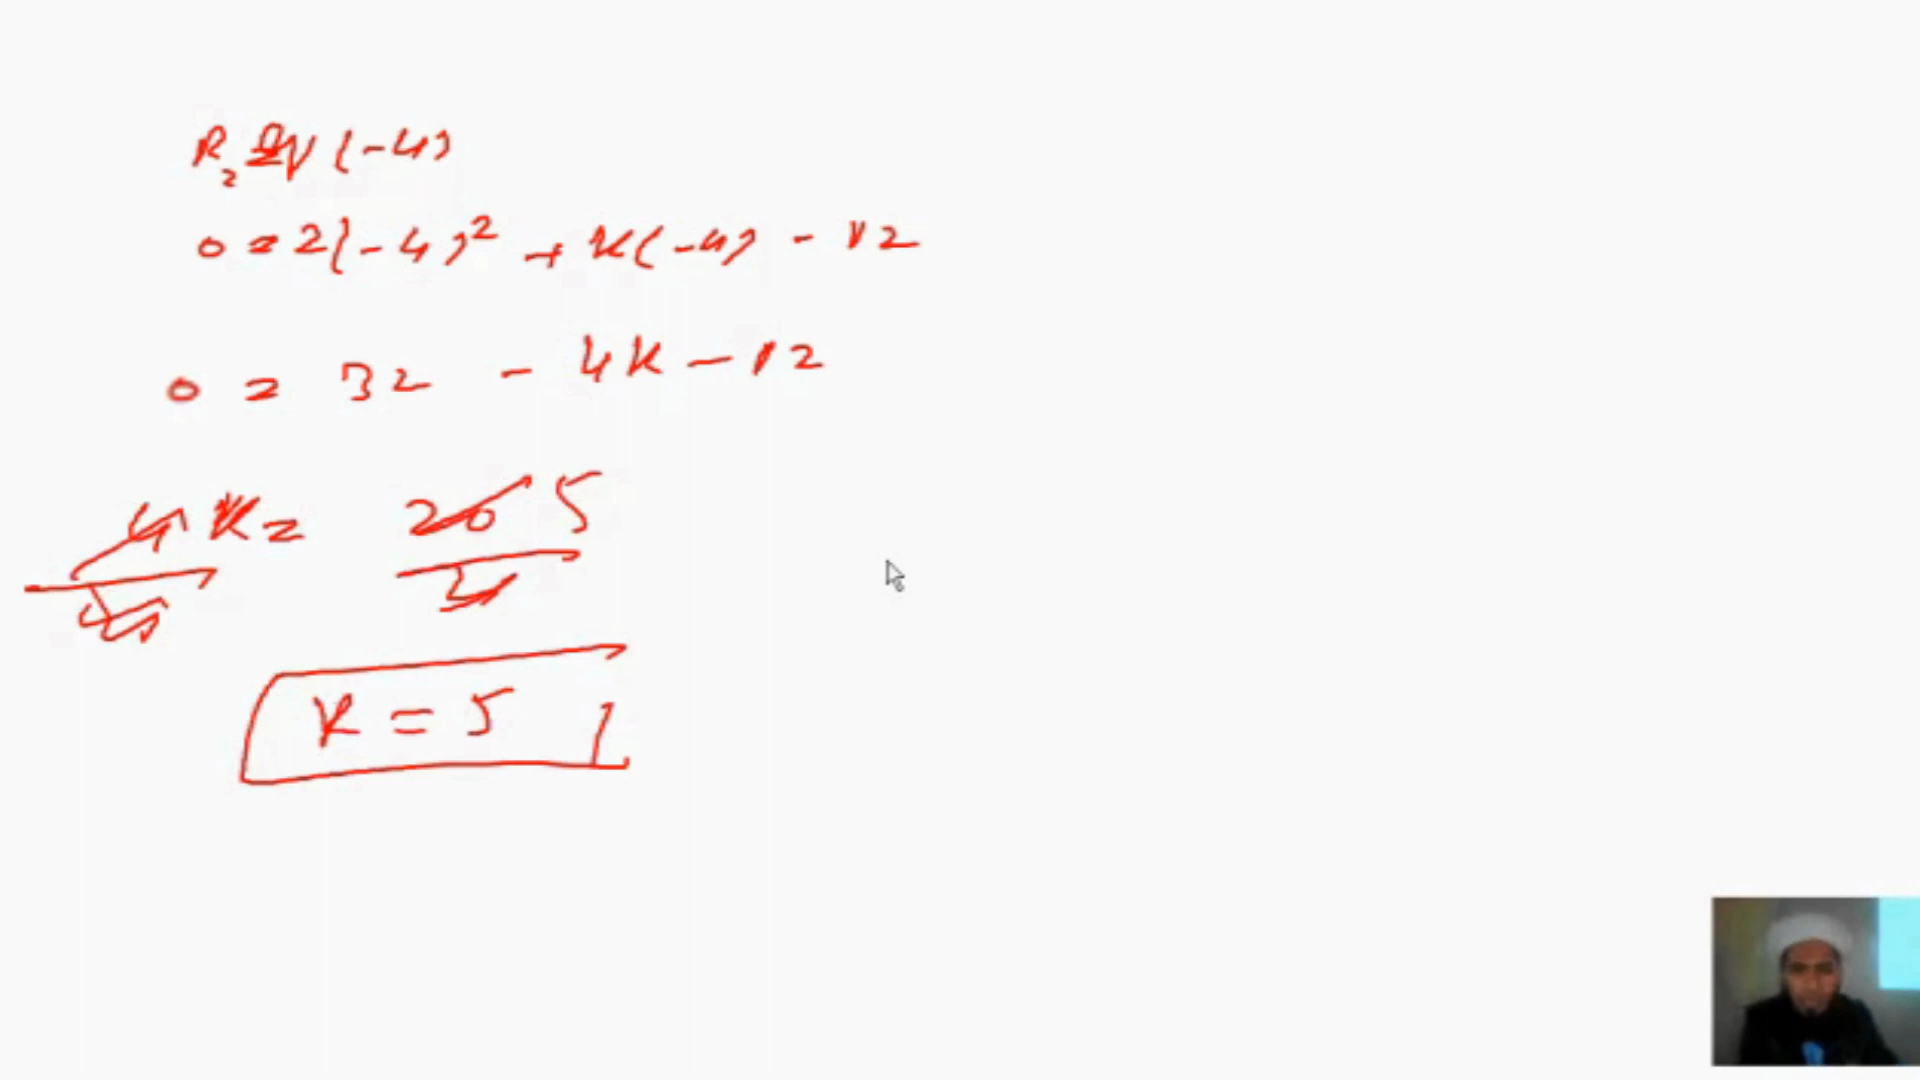 R₂ (-4)
0 = 2(-4)² + K(-4) - 12
0 = 32 - 4K - 12
4K = 20 5
4 4
K = 5